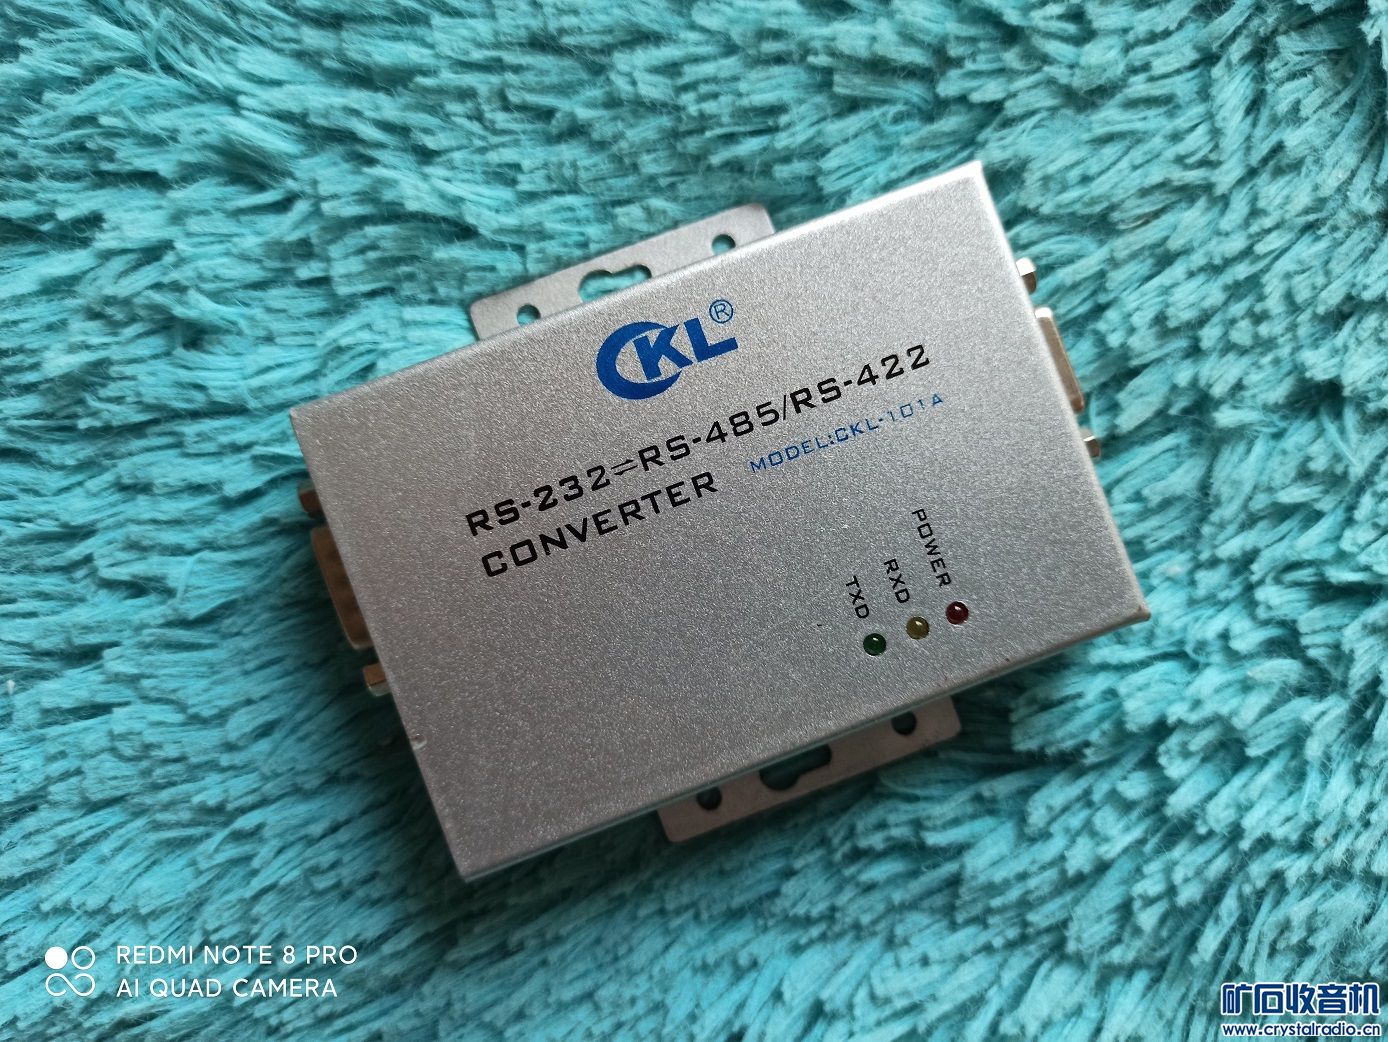 CKL®
RS-232⇌RS-485/RS-422
CONVERTER
MODEL:CKL-101A
POWER
RXD
TXD
REDMI NOTE 8 PRO
AI QUAD CAMERA
矿石收音机
www.crystalradio.cn